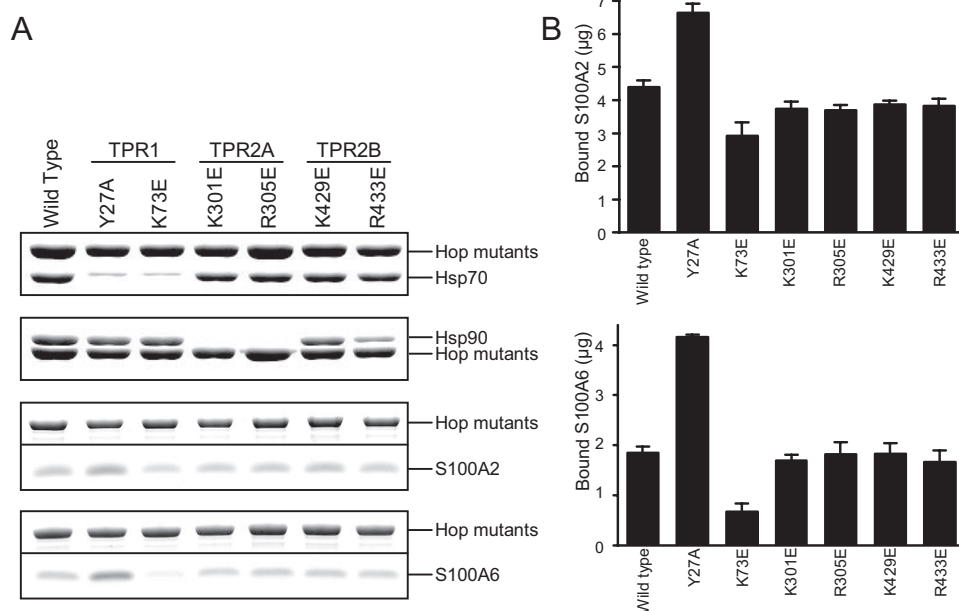 A
Wild Type
TPR1
TPR2A
TPR2B
Y27A
K73E
K301E
R305E
K429E
R433E
Hop mutants
Hsp70
Hsp90
Hop mutants
Hop mutants
S100A2
Hop mutants
S100A6
B
Bound S100A2 (µg)
7
6
5
4
3
2
1
0
Wild type
Y27A
K73E
K301E
R305E
K429E
R433E
Bound S100A6 (µg)
4
3
2
1
0
Wild type
Y27A
K73E
K301E
R305E
K429E
R433E